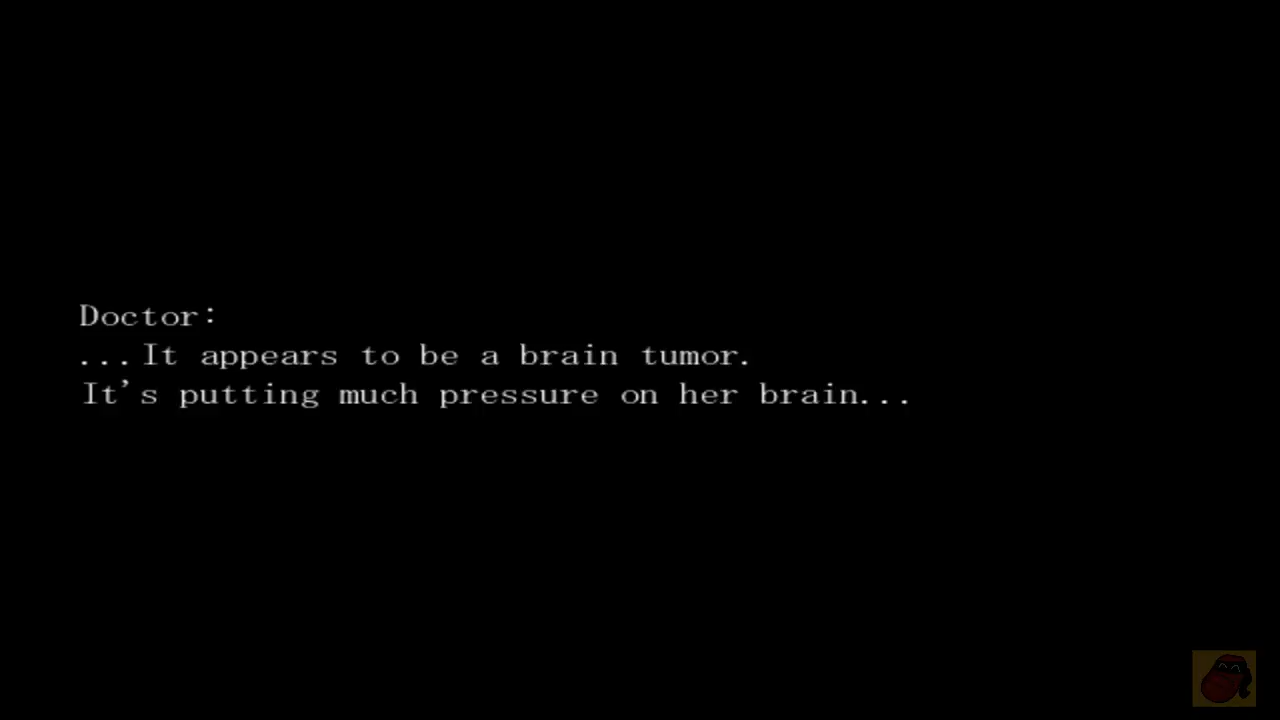 Doctor:
...It appears to be a brain tumor.
It's putting much pressure on her brain...